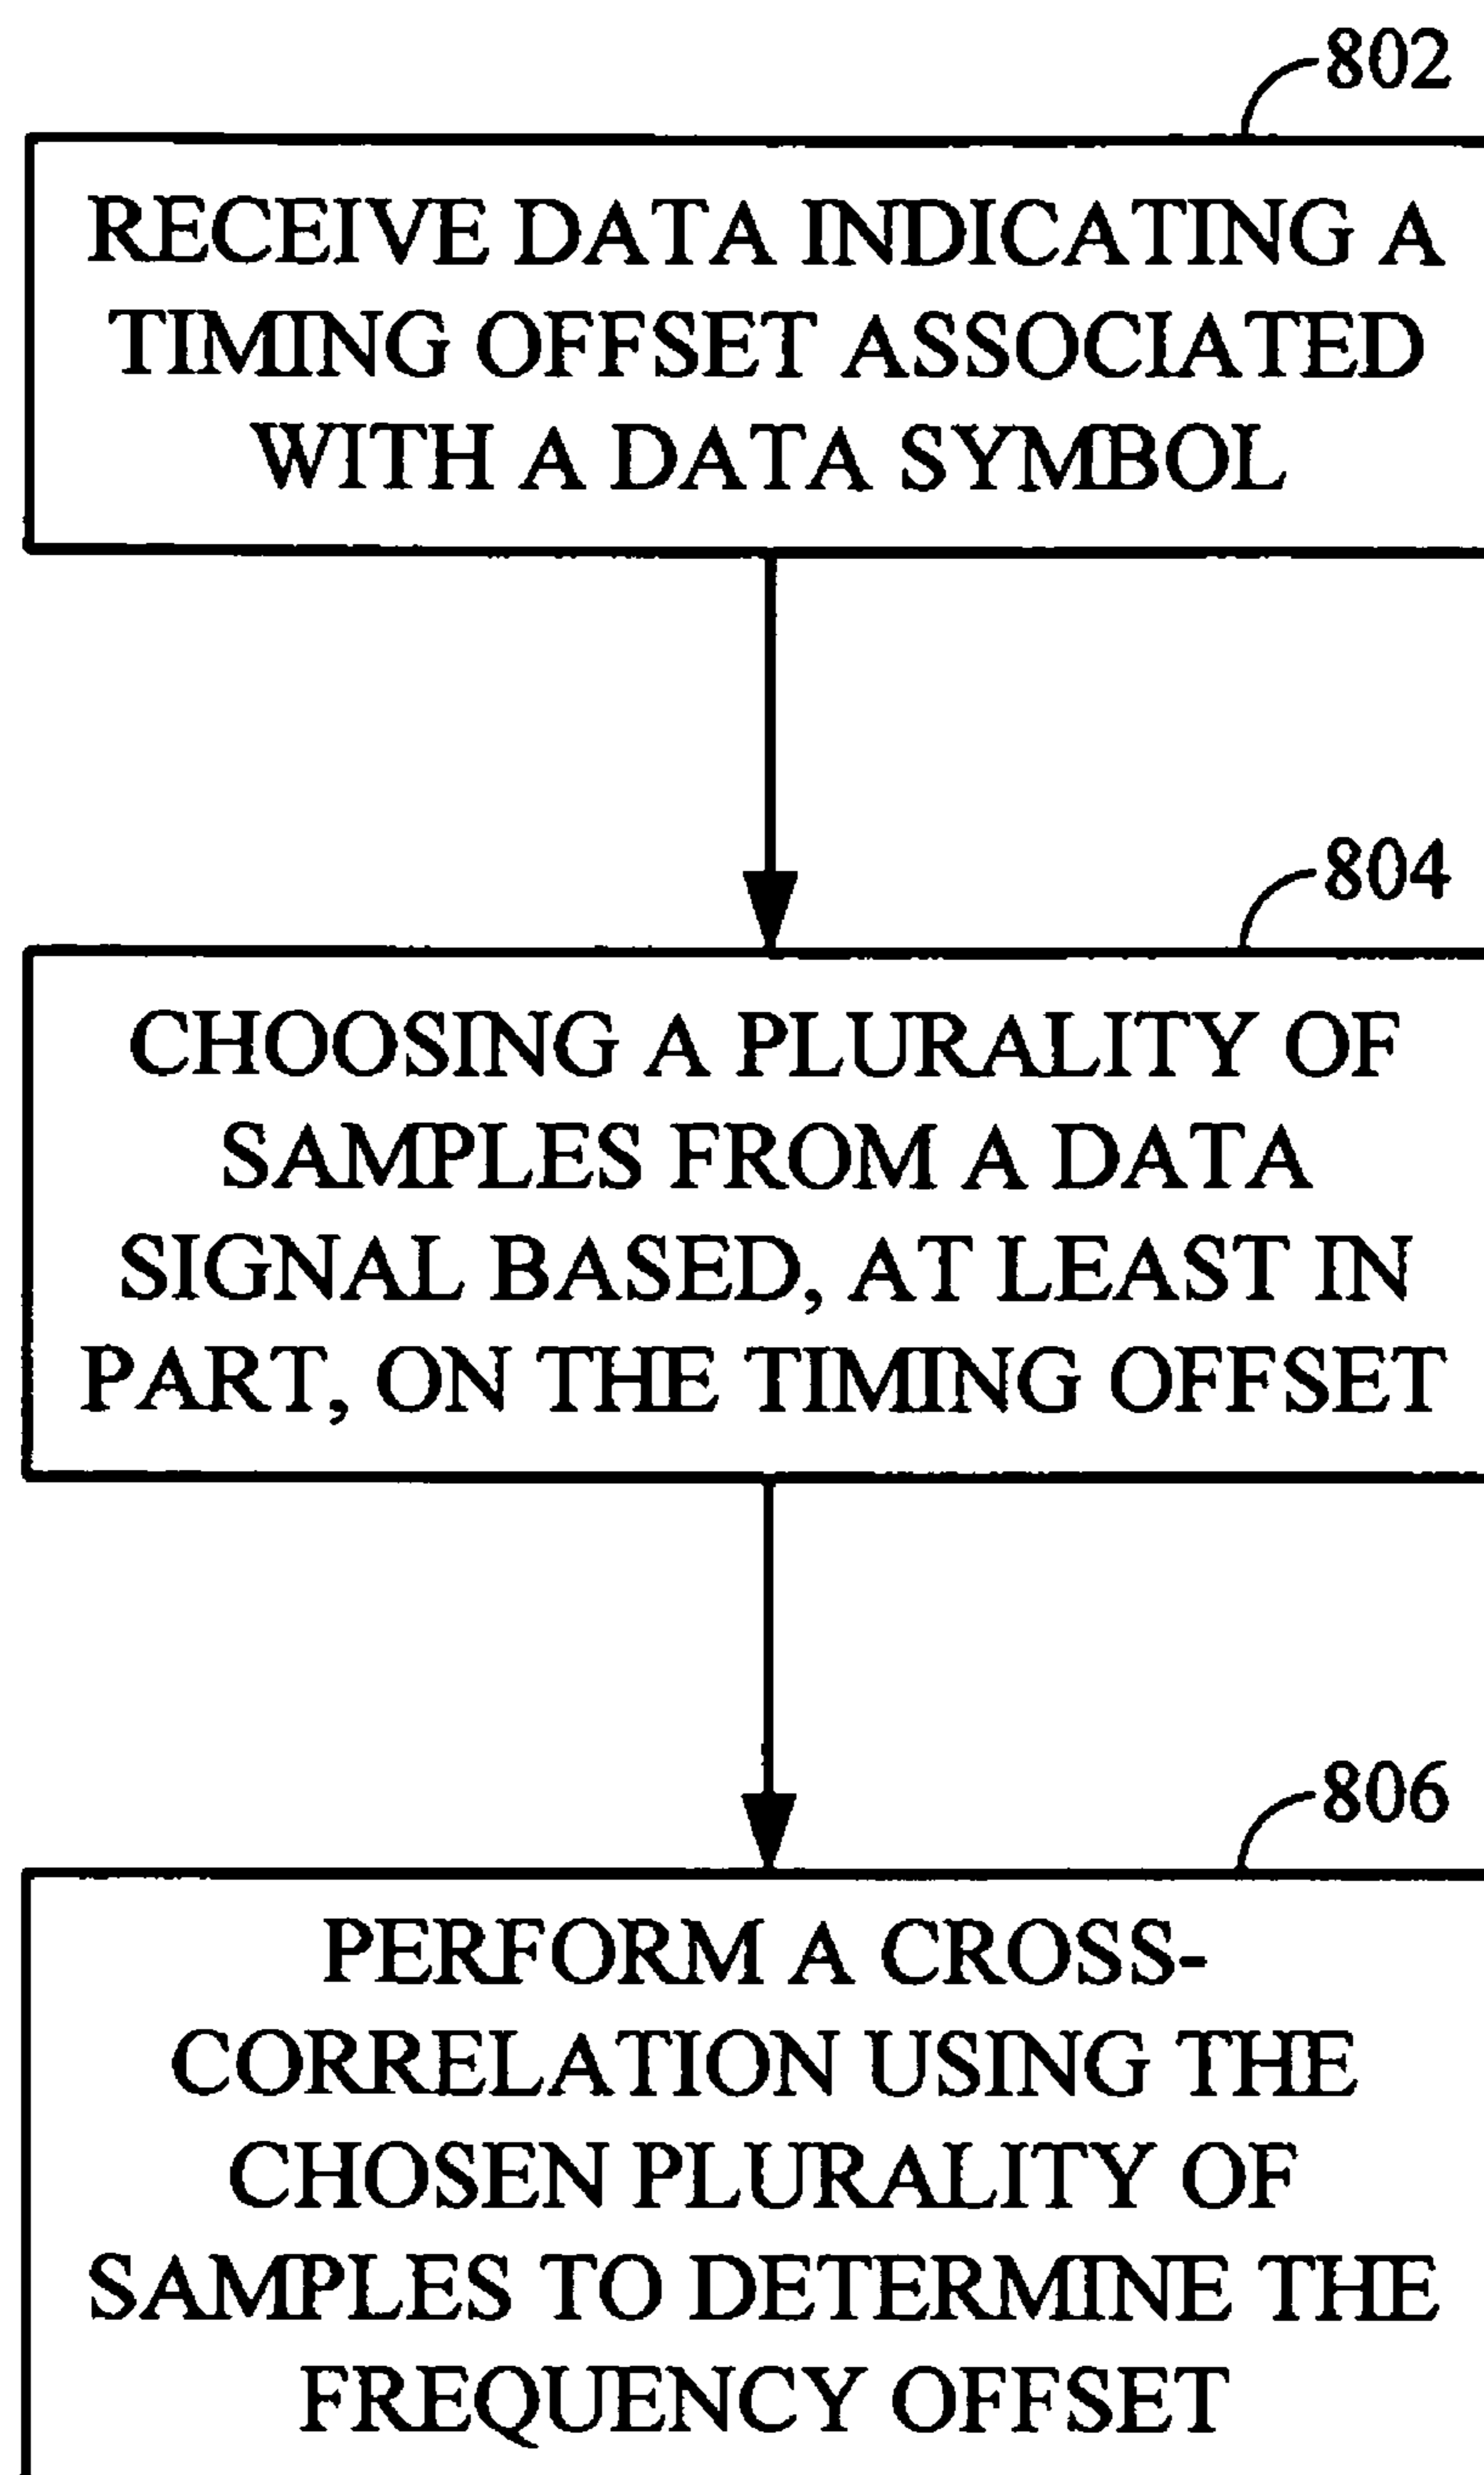 802
RECEIVE DATA INDICATING A
TIMING OFFSET ASSOCIATED
WITH A DATA SYMBOL
804
CHOOSING A PLURALITY OF
SAMPLES FROM A DATA
SIGNAL BASED, AT LEAST IN
PART, ON THE TIMING OFFSET
806
PERFORM A CROSS-
CORRELATION USING THE
CHOSEN PLURALITY OF
SAMPLES TO DETERMINE THE
FREQUENCY OFFSET